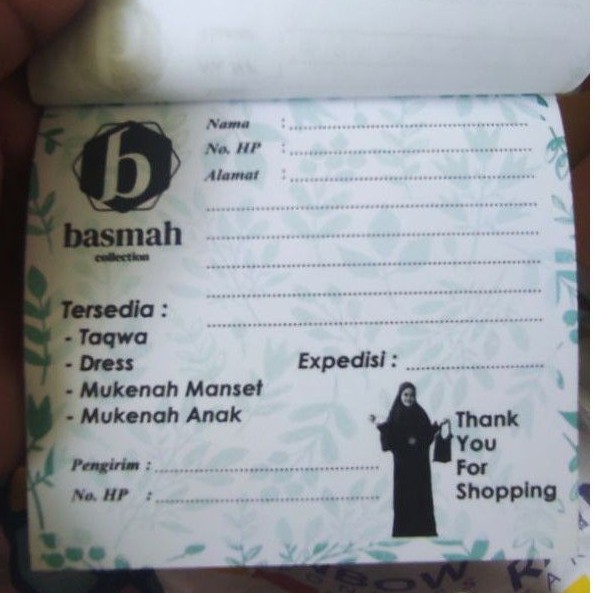 b
basmah
collection
Nama :
No. HP :
Alamat :
Tersedia :
- Taqwa
- Dress
- Mukenah Manset
- Mukenah Anak
Expedisi :
Pengirim :
No. HP :
Thank
You
For
Shopping